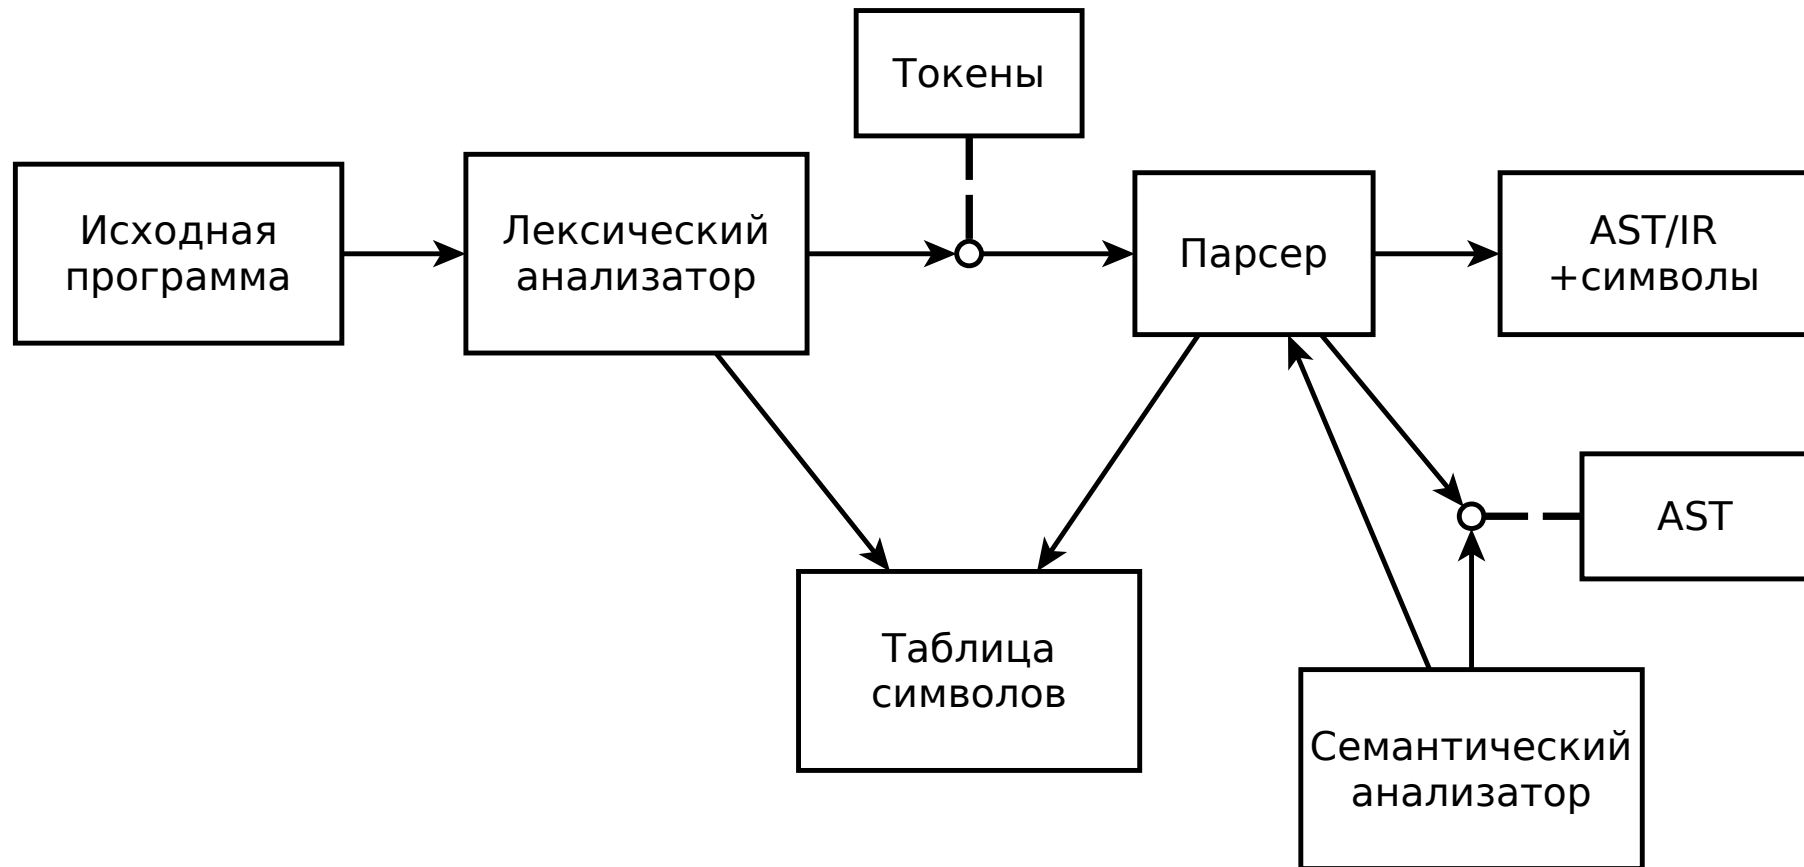 Токены
Исходная
программа
Лексический
анализатор
Парсер
AST/IR
+символы
AST
Таблица
символов
Семантический
анализатор